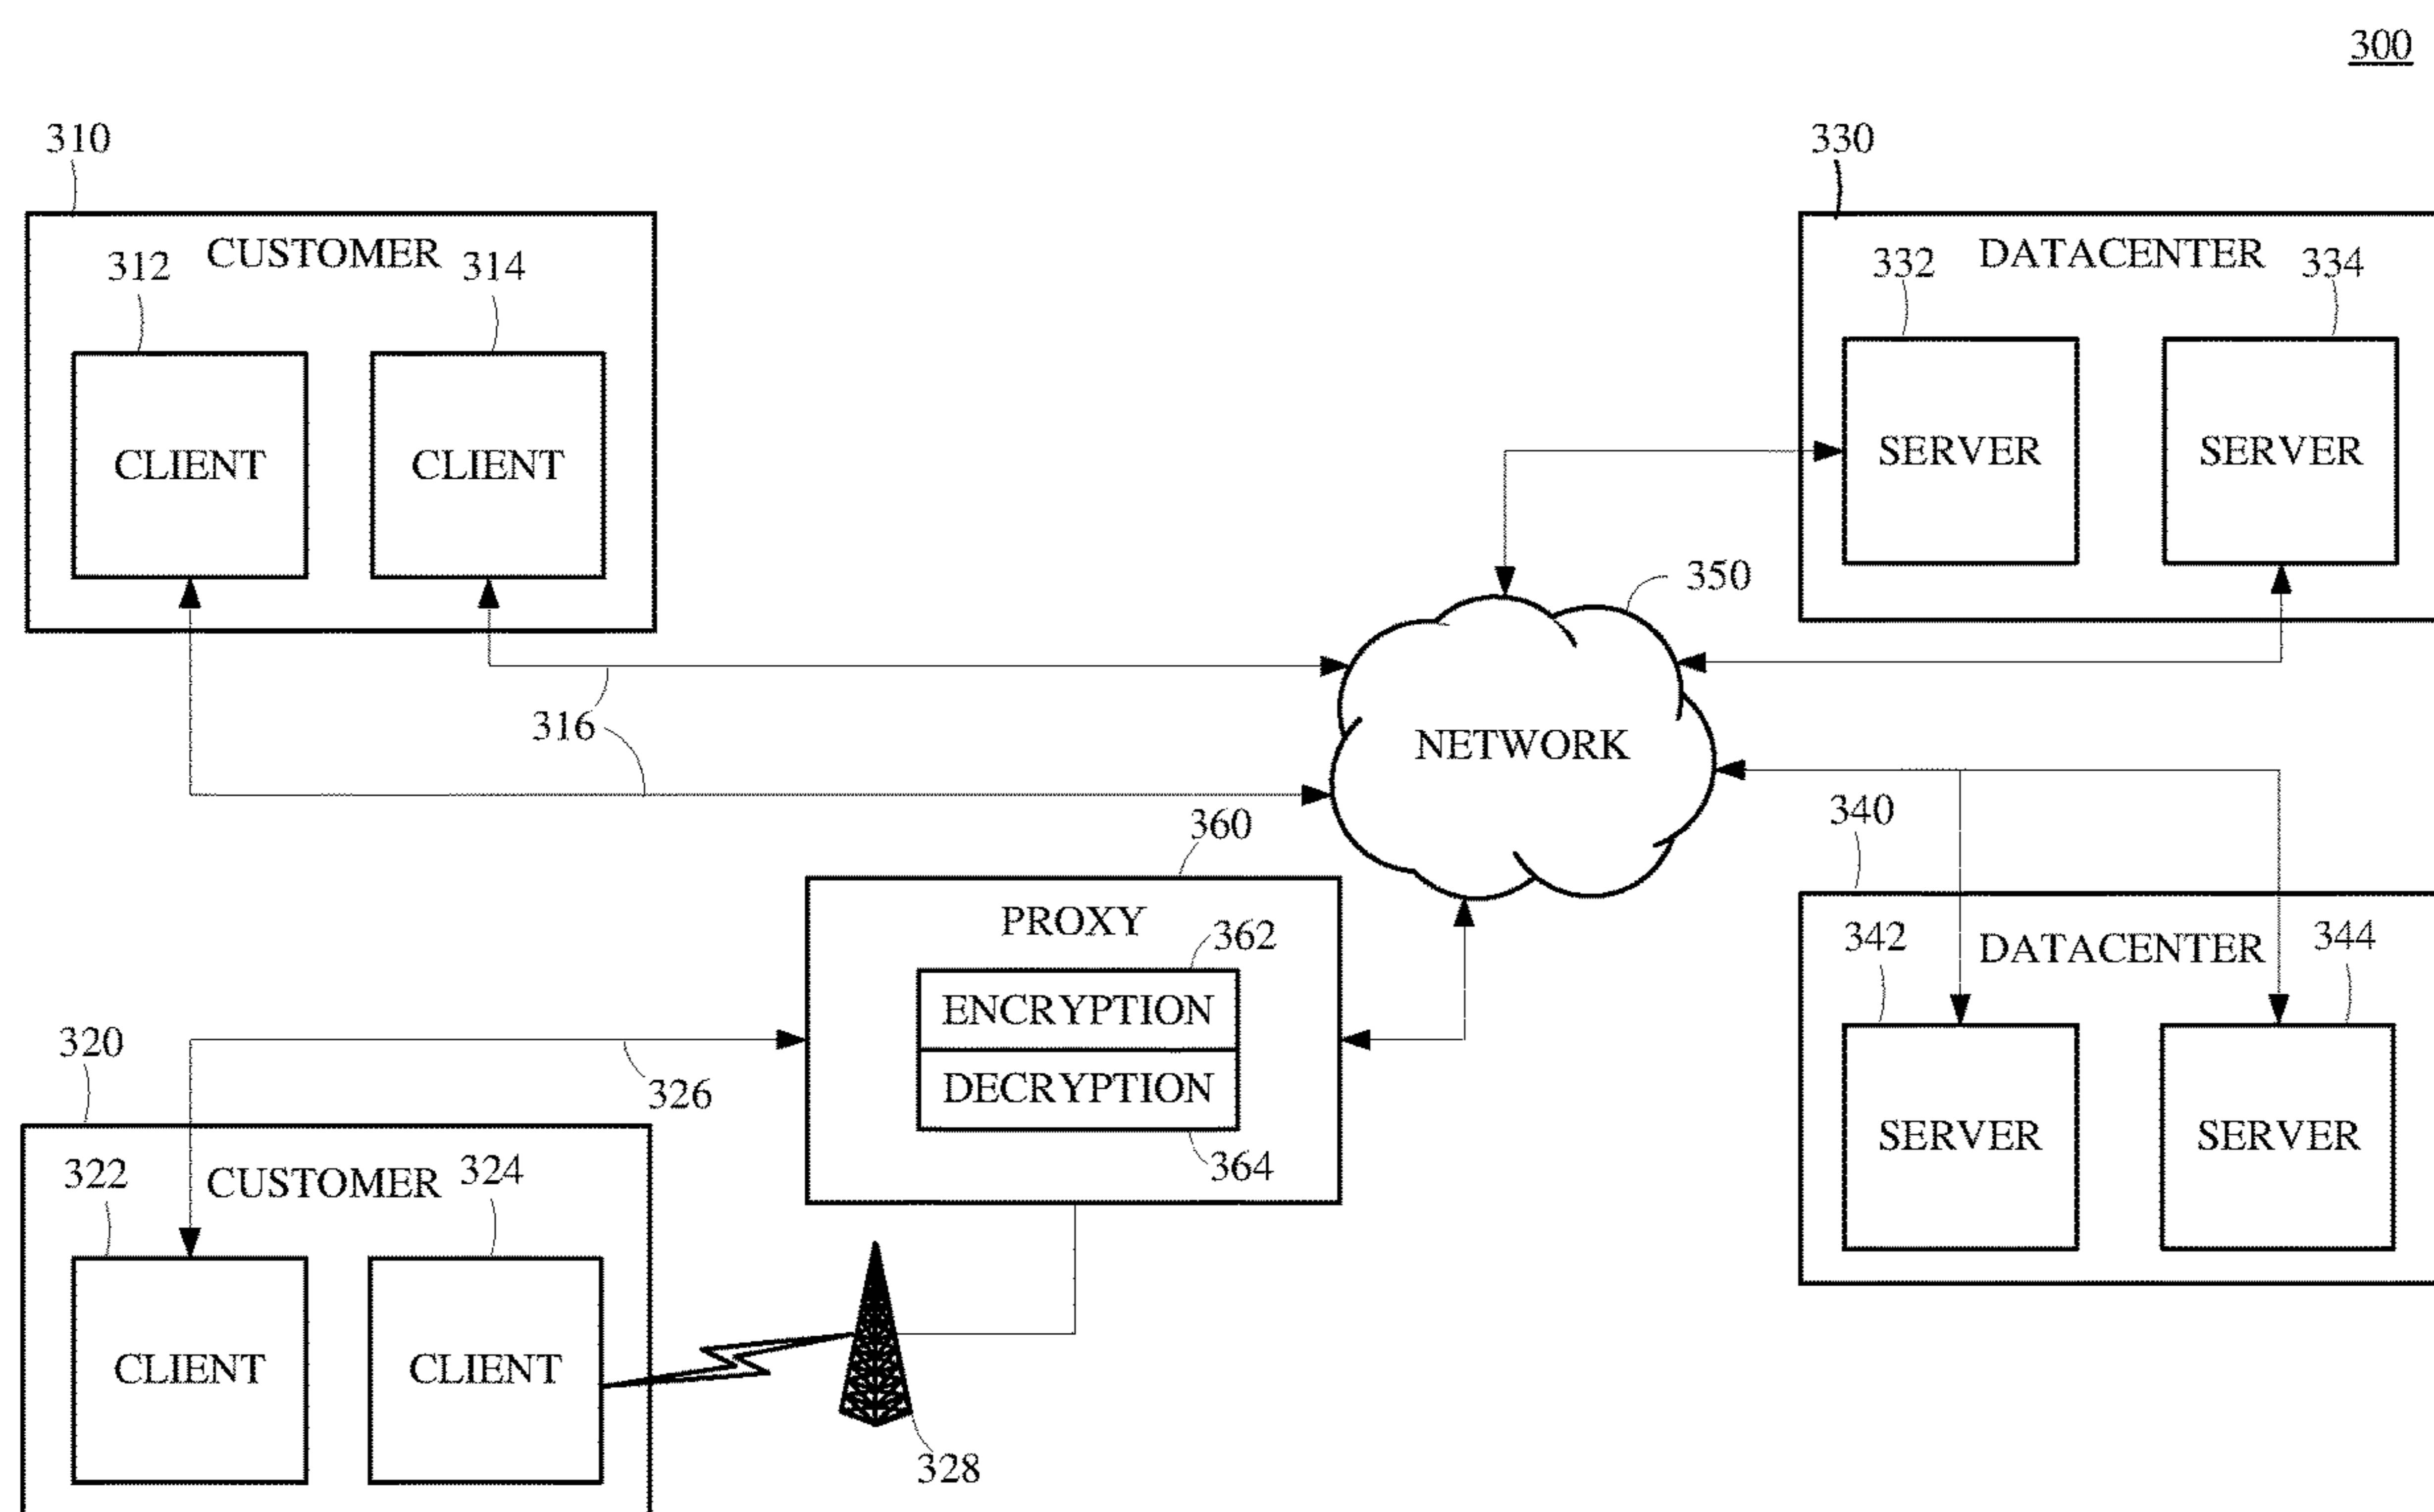 300
310
330
312 CUSTOMER 314
332 DATACENTER 334
CLIENT
CLIENT
SERVER
SERVER
350
316
NETWORK
360
340
PROXY
362
342 DATACENTER 344
ENCRYPTION
320
326
DECRYPTION
364
SERVER
SERVER
322 CUSTOMER 324
CLIENT
CLIENT
328